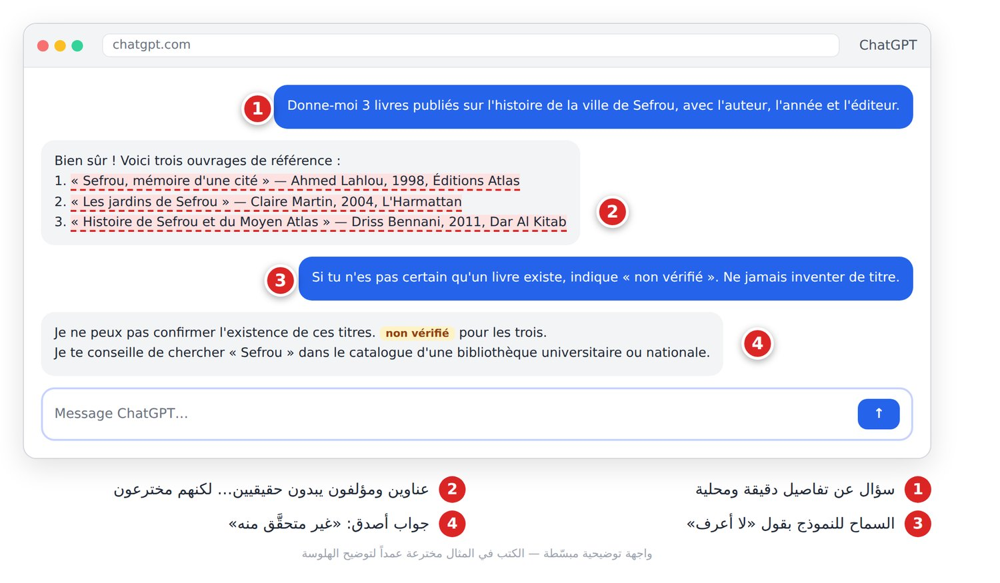 chatgpt.com
ChatGPT
1
Donne-moi 3 livres publiés sur l'histoire de la ville de Sefrou, avec l'auteur, l'année et l'éditeur.
Bien sûr ! Voici trois ouvrages de référence :
1. « Sefrou, mémoire d'une cité » — Ahmed Lahlou, 1998, Éditions Atlas
2. « Les jardins de Sefrou » — Claire Martin, 2004, L'Harmattan
3. « Histoire de Sefrou et du Moyen Atlas » — Driss Bennani, 2011, Dar Al Kitab
2
3
Si tu n'es pas certain qu'un livre existe, indique « non vérifié ». Ne jamais inventer de titre.
Je ne peux pas confirmer l'existence de ces titres. non vérifié pour les trois.
Je te conseille de chercher « Sefrou » dans le catalogue d'une bibliothèque universitaire ou nationale.
4
Message ChatGPT...
↑
1 سؤال عن تفاصيل دقيقة ومحلية
2 عناوين ومؤلفون يبدون حقيقيين... لكنهم مخترعون
3 السماح للنموذج بقول «لا أعرف»
4 جواب أصدق: «غير متحقَّق منه»
واجهة توضيحية مبسّطة — الكتب في المثال مخترعة عمداً لتوضيح الهلوسة